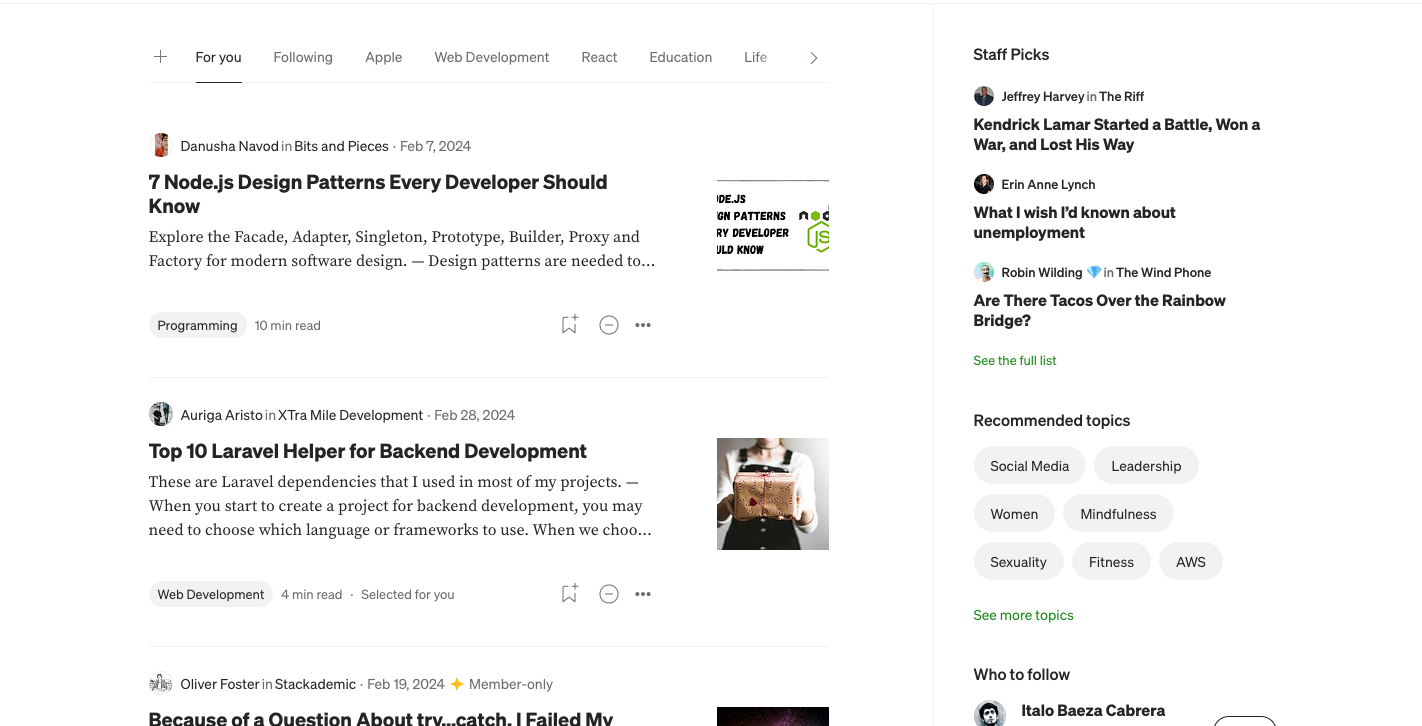 For you Following Apple Web Development React Education Life
Danusha Navod in Bits and Pieces · Feb 7, 2024
7 Node.js Design Patterns Every Developer Should
Know
Explore the Facade, Adapter, Singleton, Prototype, Builder, Proxy and
Factory for modern software design. — Design patterns are needed to…
ODE.JS
IGN PATTERNS
RY DEVELOPER
ULD KNOW
JS
Programming 10 min read
Auriga Aristo in XTra Mile Development · Feb 28, 2024
Top 10 Laravel Helper for Backend Development
These are Laravel dependencies that I used in most of my projects. —
When you start to create a project for backend development, you may
need to choose which language or frameworks to use. When we choo…
Web Development 4 min read · Selected for you
Oliver Foster in Stackademic · Feb 19, 2024 Member-only
Because of a Question About try...catch, I Failed My
Staff Picks
Jeffrey Harvey in The Riff
Kendrick Lamar Started a Battle, Won a
War, and Lost His Way
Erin Anne Lynch
What I wish I’d known about
unemployment
Robin Wilding 💎 in The Wind Phone
Are There Tacos Over the Rainbow
Bridge?
See the full list
Recommended topics
Social Media Leadership
Women Mindfulness
Sexuality Fitness AWS
See more topics
Who to follow
Italo Baeza Cabrera